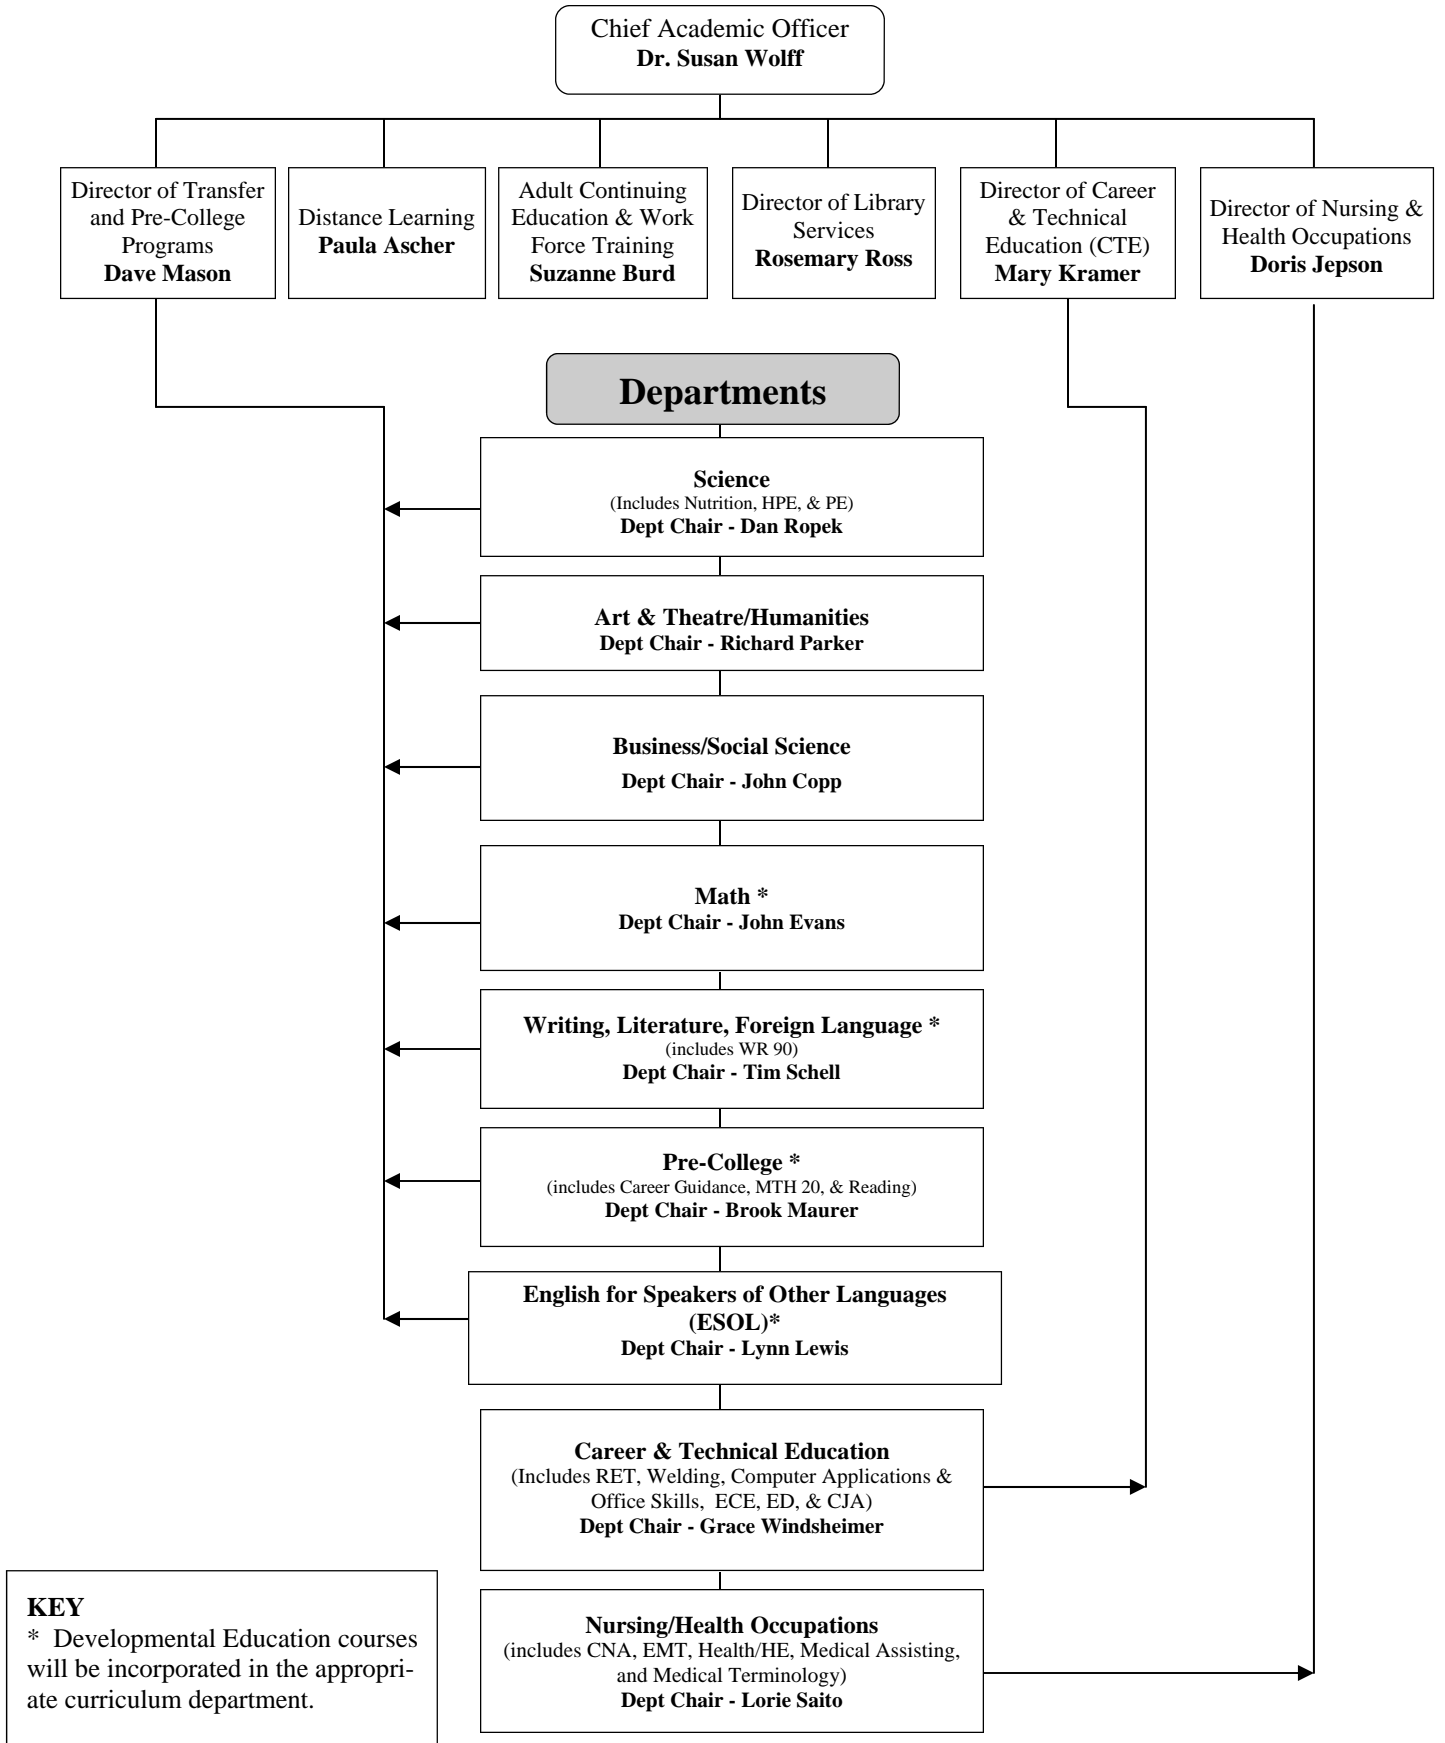 Chief Academic Officer
Dr. Susan Wolff
Director of Transfer
and Pre-College
Programs
Dave Mason
Distance Learning
Paula Ascher
Adult Continuing
Education & Work
Force Training
Suzanne Burd
Director of Library
Services
Rosemary Ross
Director of Career
& Technical
Education (CTE)
Mary Kramer
Director of Nursing &
Health Occupations
Doris Jepson
Departments
Science
(Includes Nutrition, HPE, & PE)
Dept Chair - Dan Ropek
Art & Theatre/Humanities
Dept Chair - Richard Parker
Business/Social Science
Dept Chair - John Copp
Math *
Dept Chair - John Evans
Writing, Literature, Foreign Language *
(includes WR 90)
Dept Chair - Tim Schell
Pre-College *
(includes Career Guidance, MTH 20, & Reading)
Dept Chair - Brook Maurer
English for Speakers of Other Languages
(ESOL)*
Dept Chair - Lynn Lewis
Career & Technical Education
(Includes RET, Welding, Computer Applications &
Office Skills, ECE, ED, & CJA)
Dept Chair - Grace Windsheimer
Nursing/Health Occupations
(includes CNA, EMT, Health/HE, Medical Assisting,
and Medical Terminology)
Dept Chair - Lorie Saito
KEY
* Developmental Education courses
will be incorporated in the appropri-
ate curriculum department.